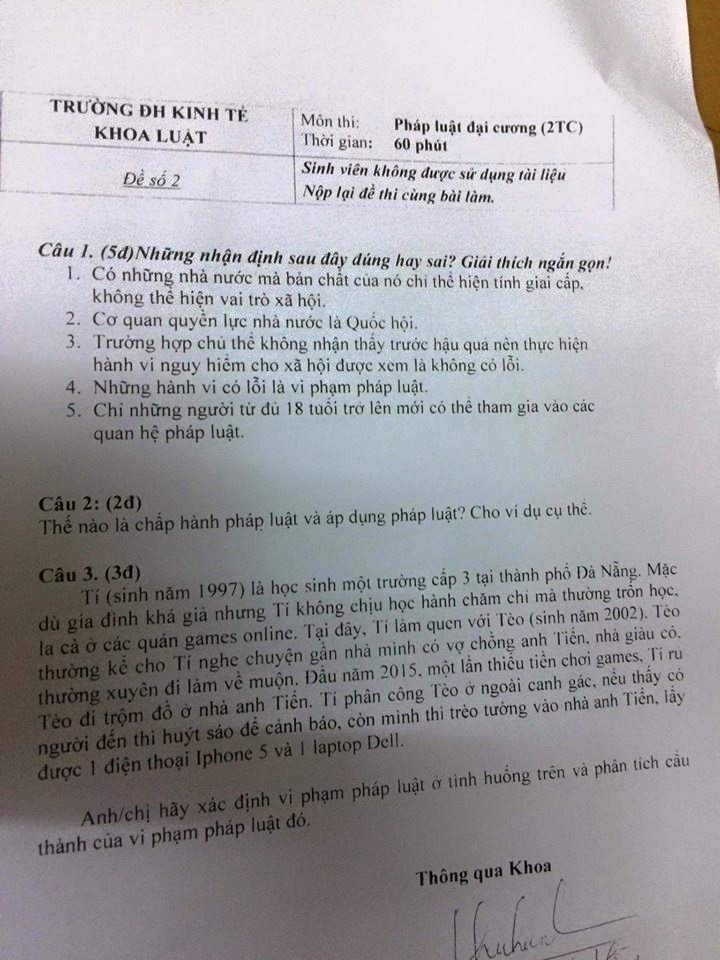 TRƯỜNG ĐH KINH TẾ
KHOA LUẬT
Đề số 2
Môn thi: Pháp luật đại cương (2TC)
Thời gian: 60 phút
Sinh viên không được sử dụng tài liệu
Nộp lại đề thi cùng bài làm.
Câu 1. (5đ)Những nhận định sau đây đúng hay sai? Giải thích ngắn gọn!
1. Có những nhà nước mà bản chất của nó chỉ thể hiện tính giai cấp,
không thể hiện vai trò xã hội.
2. Cơ quan quyền lực nhà nước là Quốc hội.
3. Trường hợp chủ thể không nhận thấy trước hậu quả nên thực hiện
hành vi nguy hiểm cho xã hội được xem là không có lỗi.
4. Những hành vi có lỗi là vi phạm pháp luật.
5. Chỉ những người từ đủ 18 tuổi trở lên mới có thể tham gia vào các
quan hệ pháp luật.
Câu 2: (2đ)
Thế nào là chấp hành pháp luật và áp dụng pháp luật? Cho ví dụ cụ thể.
Câu 3. (3đ)
Tí (sinh năm 1997) là học sinh một trường cấp 3 tại thành phố Đà Nẵng. Mặc
dù gia đình khá giả nhưng Tí không chịu học hành chăm chỉ mà thường trốn học,
la cà ở các quán games online. Tại đây, Tí làm quen với Tèo (sinh năm 2002). Tèo
thường kể cho Tí nghe chuyện gần nhà mình có vợ chồng anh Tiến, nhà giàu có,
thường xuyên đi làm về muộn. Đầu năm 2015, một lần thiếu tiền chơi games, Tí rủ
Tèo đi trộm đồ ở nhà anh Tiến. Tí phân công Tèo ở ngoài canh gác, nếu thấy có
người đến thì huýt sáo để cảnh báo, còn mình thì trèo tường vào nhà anh Tiến, lấy
được 1 điện thoại Iphone 5 và 1 laptop Dell.
Anh/chị hãy xác định vi phạm pháp luật ở tình huống trên và phân tích cấu
thành của vi phạm pháp luật đó.
Thông qua Khoa